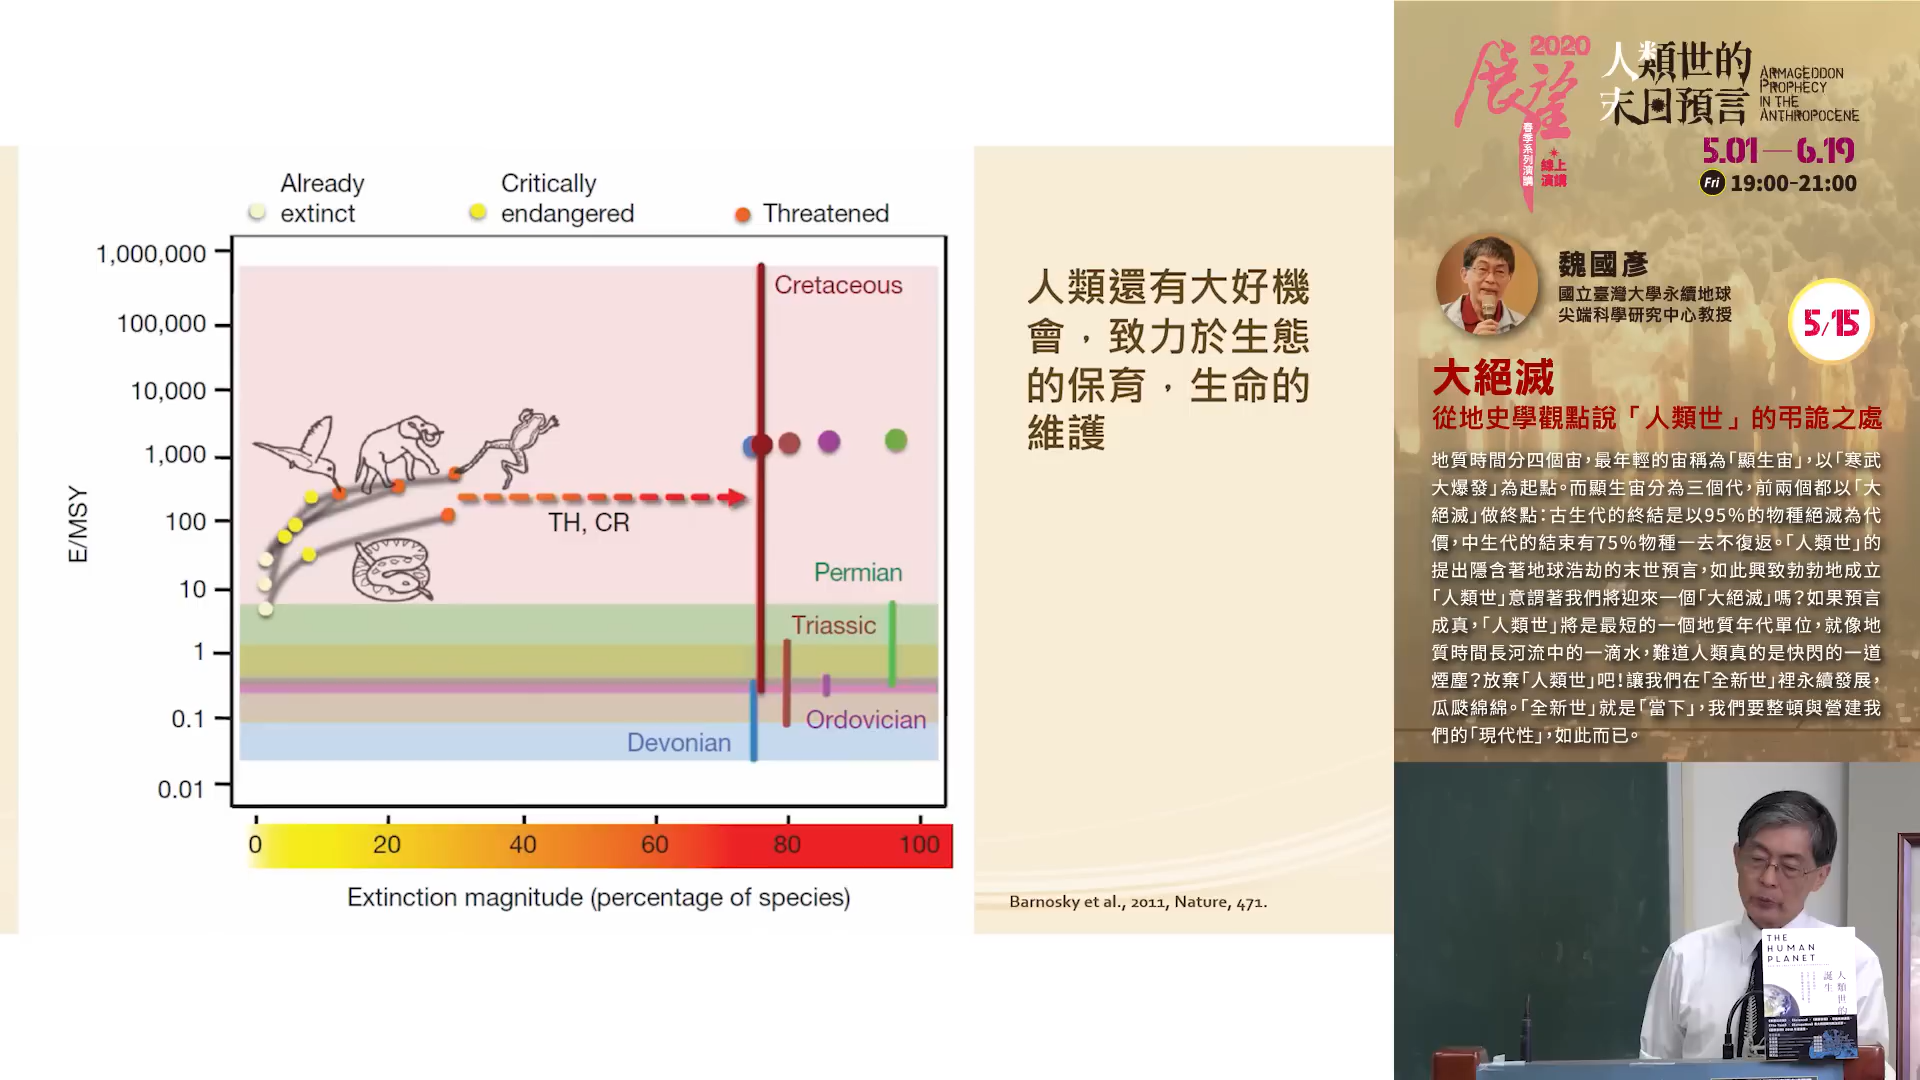 Already
extinct
Critically
endangered
Threatened
1,000,000
100,000
10,000
1,000
100
10
1
0.1
0.01
E/MSY
Cretaceous
TH, CR
Permian
Triassic
Ordovician
Devonian
0 20 40 60 80 100
Extinction magnitude (percentage of species)
人類還有大好機
會，致力於生態
的保育，生命的
維護
Barnosky et al., 2011, Nature, 471.
2020
展望
春季系列演講
線上
演講
人類世的
末日預言
ARMAGEDDON
PROPHECY
IN THE
ANTHROPOCENE
5.01—6.19
Fri 19:00-21:00
魏國彥
國立臺灣大學永續地球
尖端科學研究中心教授
5/15
大絕滅
從地史學觀點說「人類世」的弔詭之處
地質時間分四個宙，最年輕的宙稱為「顯生宙」，以「寒武
大爆發」為起點。而顯生宙分為三個代，前兩個都以「大
絕滅」做終點：古生代的終結是以95%的物種絕滅為代
價，中生代的結束有75%物種一去不復返。「人類世」的
提出隱含著地球浩劫的末世預言，如此興致勃勃地成立
「人類世」意謂著我們將迎來一個「大絕滅」嗎？如果預言
成真，「人類世」將是最短的一個地質年代單位，就像地
質時間長河流中的一滴水，難道人類真的是快閃的一道
煙塵？放棄「人類世」吧！讓我們在「全新世」裡永續發展，
瓜瓞綿綿。「全新世」就是「當下」，我們要整頓與營建我
們的「現代性」，如此而已。
THE
HUMAN
PLANET
人類世的
誕生